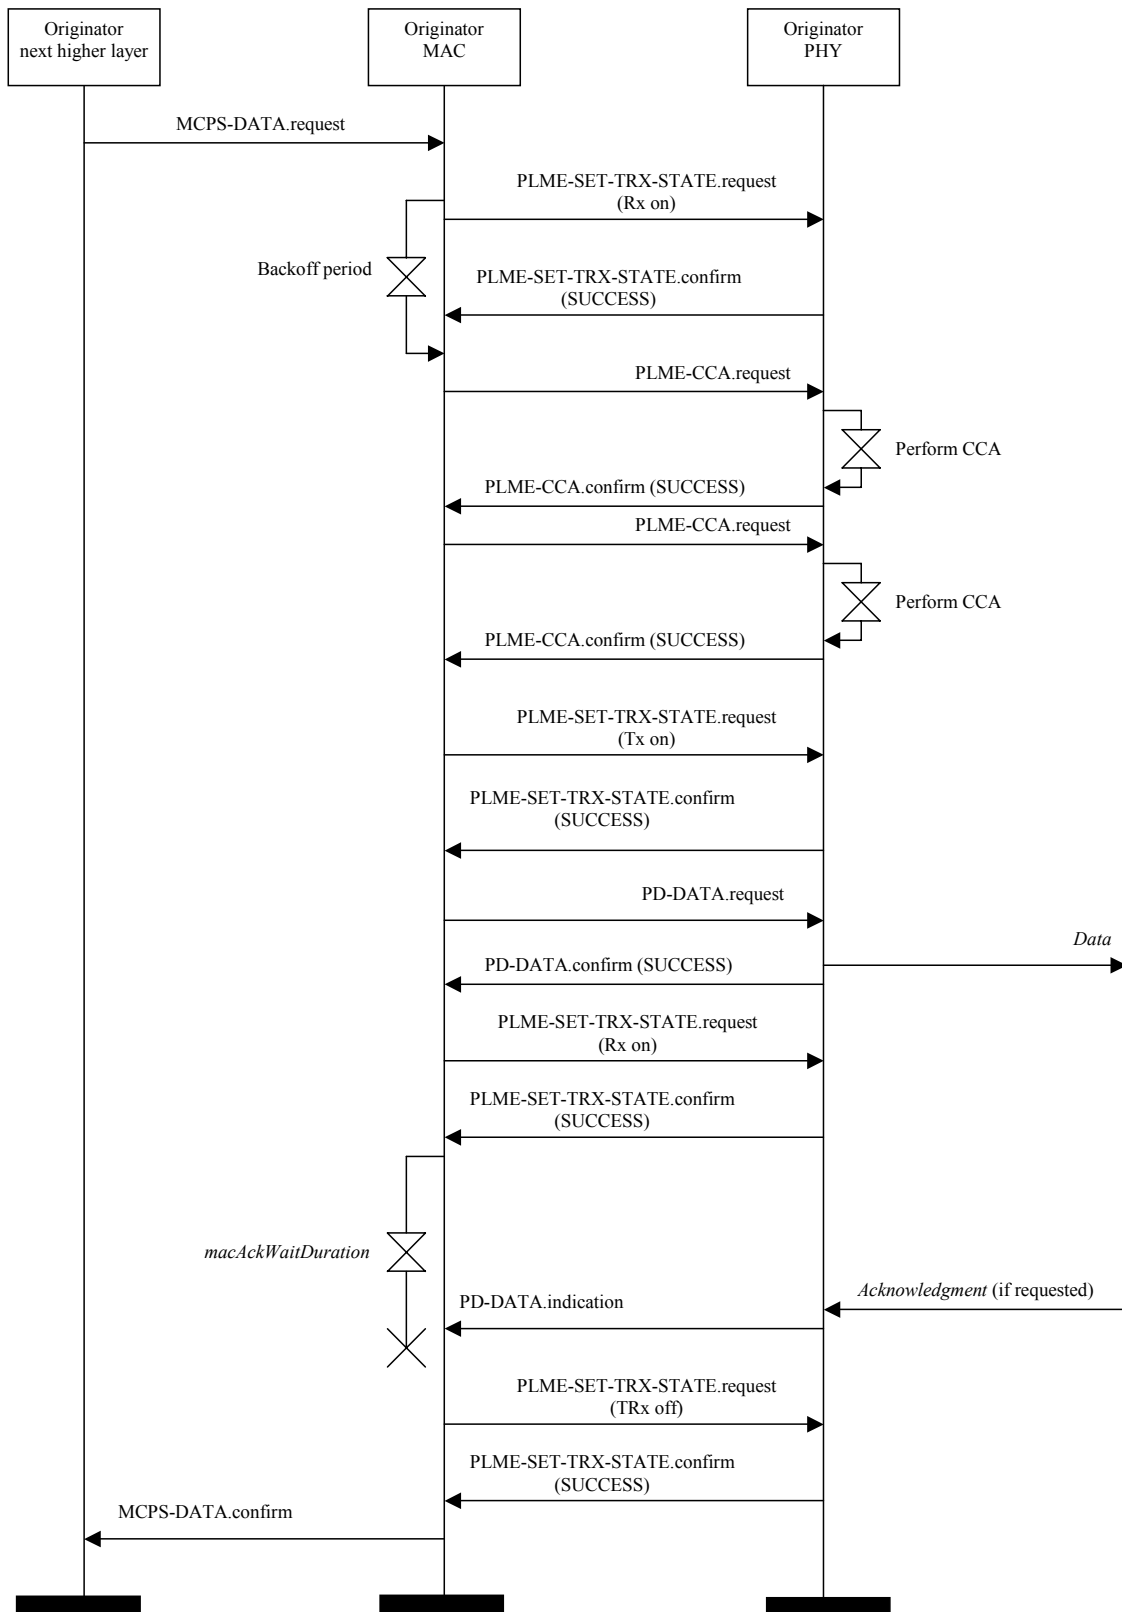 Originator
next higher layer
Originator
MAC
Originator
PHY
MCPS-DATA.request
PLME-SET-TRX-STATE.request
(Rx on)
Backoff period
PLME-SET-TRX-STATE.confirm
(SUCCESS)
PLME-CCA.request
Perform CCA
PLME-CCA.confirm (SUCCESS)
PLME-CCA.request
Perform CCA
PLME-CCA.confirm (SUCCESS)
PLME-SET-TRX-STATE.request
(Tx on)
PLME-SET-TRX-STATE.confirm
(SUCCESS)
PD-DATA.request
Data
PD-DATA.confirm (SUCCESS)
PLME-SET-TRX-STATE.request
(Rx on)
PLME-SET-TRX-STATE.confirm
(SUCCESS)
macAckWaitDuration
Acknowledgment (if requested)
PD-DATA.indication
PLME-SET-TRX-STATE.request
(TRx off)
PLME-SET-TRX-STATE.confirm
(SUCCESS)
MCPS-DATA.confirm